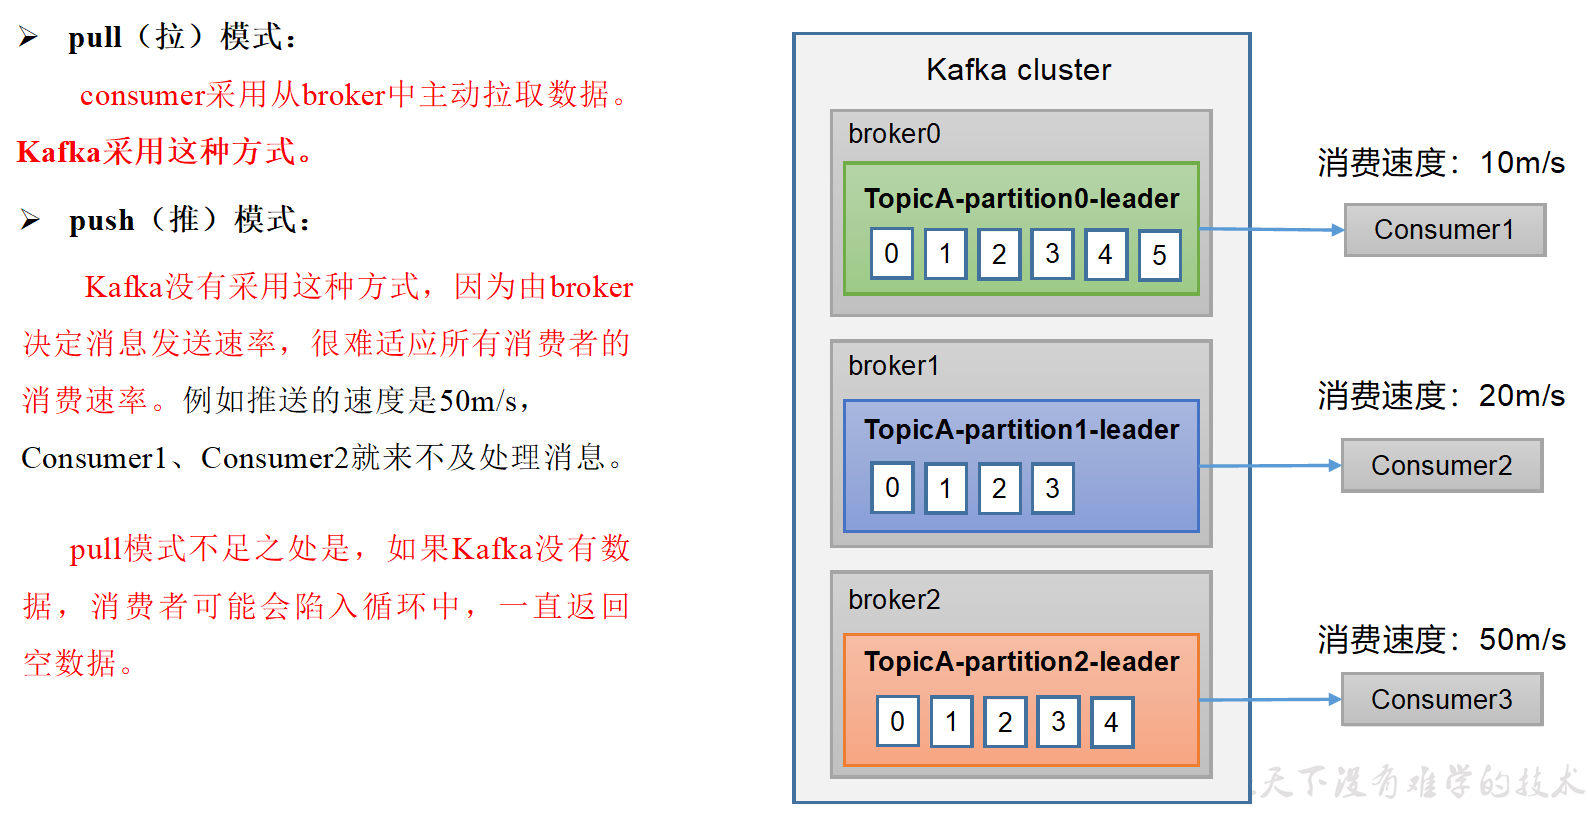 ➢ pull（拉）模式：
consumer采用从broker中主动拉取数据。
Kafka采用这种方式。
➢ push（推）模式：
Kafka没有采用这种方式，因为由broker
决定消息发送速率，很难适应所有消费者的
消费速率。例如推送的速度是50m/s，
Consumer1、Consumer2就来不及处理消息。
pull模式不足之处是，如果Kafka没有数
据，消费者可能会陷入循环中，一直返回
空数据。
Kafka cluster
broker0
TopicA-partition0-leader
0 1 2 3 4 5
消费速度：10m/s
Consumer1
broker1
TopicA-partition1-leader
0 1 2 3
消费速度：20m/s
Consumer2
broker2
TopicA-partition2-leader
0 1 2 3 4
消费速度：50m/s
Consumer3
天下没有难学的技术